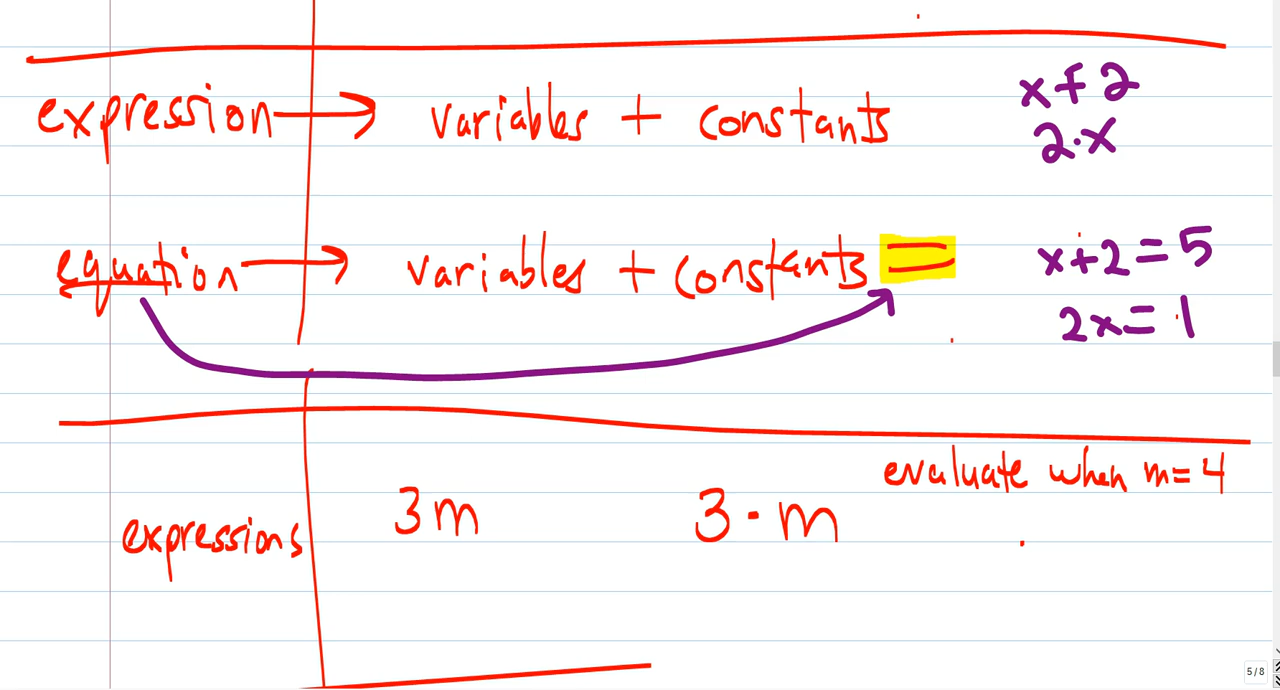 expression → variables + constants x+2
2·x
equation → variables + constants = x+2=5
2x=1
evaluate when m=4
expressions 3m 3·m
5/8